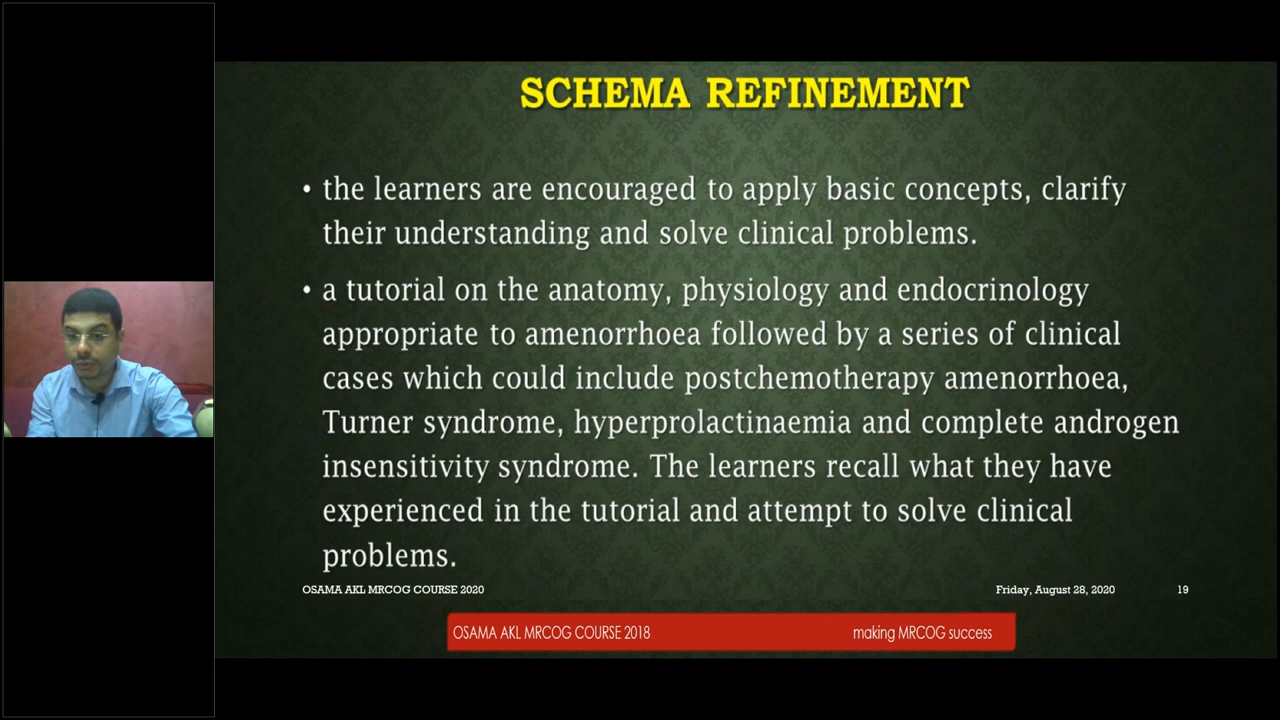 SCHEMA REFINEMENT
• the learners are encouraged to apply basic concepts, clarify
their understanding and solve clinical problems.
• a tutorial on the anatomy, physiology and endocrinology
appropriate to amenorrhoea followed by a series of clinical
cases which could include postchemotherapy amenorrhoea,
Turner syndrome, hyperprolactinaemia and complete androgen
insensitivity syndrome. The learners recall what they have
experienced in the tutorial and attempt to solve clinical
problems.
OSAMA AKL MRCOG COURSE 2020 Friday, August 28, 2020 19
OSAMA AKL MRCOG COURSE 2018 making MRCOG success